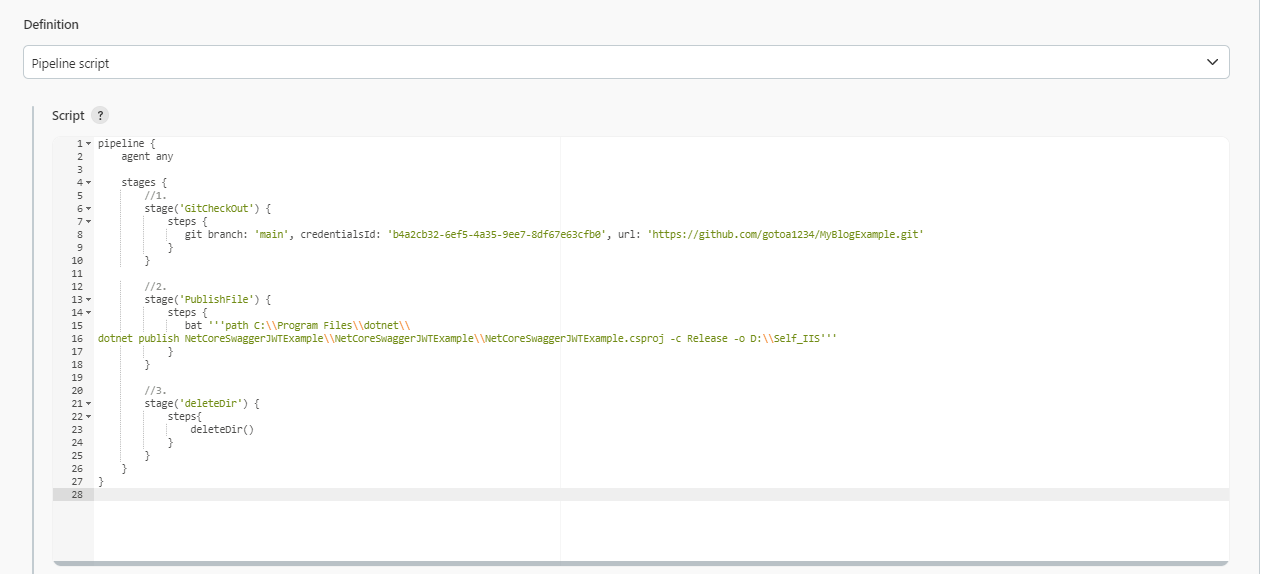 Definition
Pipeline script
Script ?
1 pipeline {
2     agent any
3
4     stages {
5         //1.
6         stage('GitCheckOut') {
7             steps {
8                git branch: 'main', credentialsId: 'b4a2cb32-6ef5-4a35-9ee7-8df67e63cfb0', url: 'https://github.com/gotoa1234/MyBlogExample.git'
9             }
10         }
11
12         //2.
13         stage('PublishFile') {
14             steps {
15                bat '''path C:\\Program Files\\dotnet\\
16 dotnet publish NetCoreSwaggerJWTExample\\NetCoreSwaggerJWTExample\\NetCoreSwaggerJWTExample.csproj -c Release -o D:\\Self_IIS'''
17             }
18         }
19
20         //3.
21         stage('deleteDir') {
22             steps{
23                 deleteDir()
24             }
25         }
26     }
27 }
28